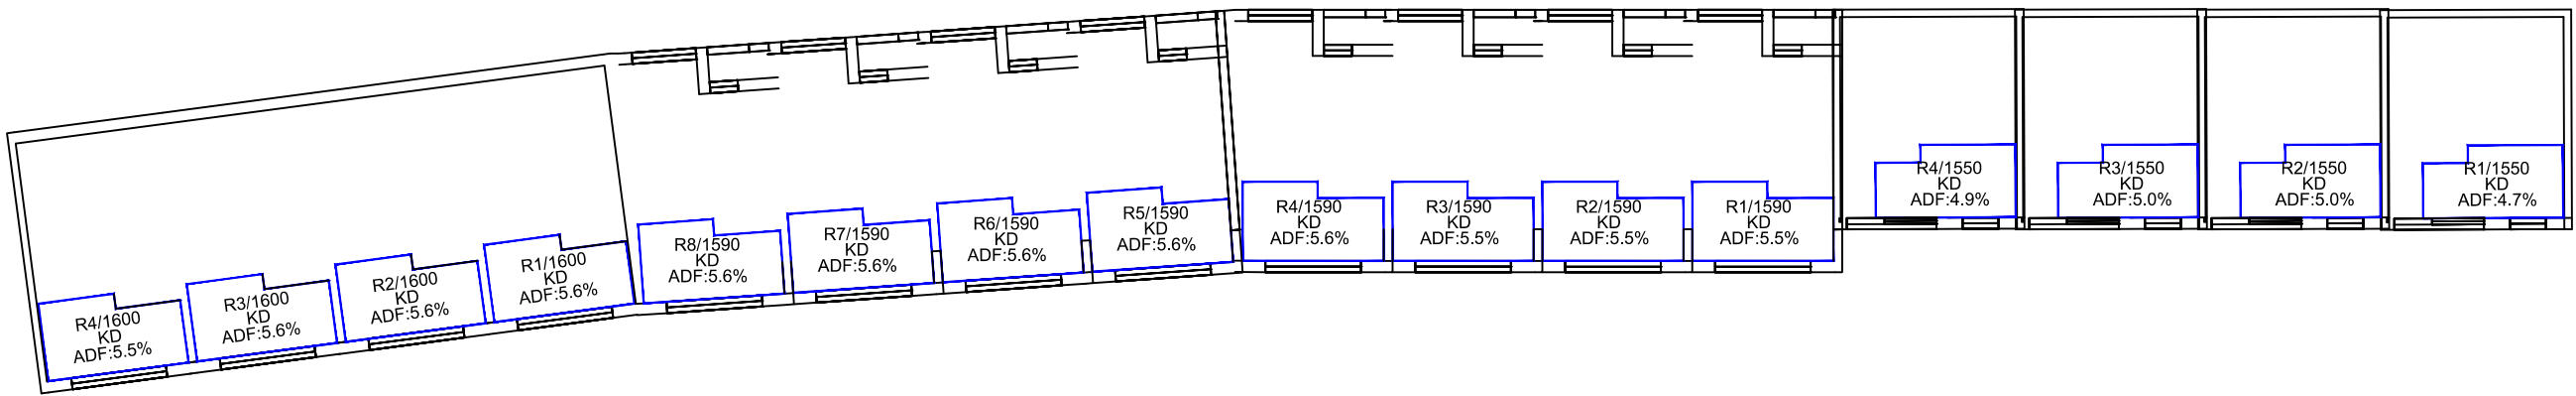 R4/1600
KD
ADF:5.5%
R3/1600
KD
ADF:5.6%
R2/1600
KD
ADF:5.6%
R1/1600
KD
ADF:5.6%
R8/1590
KD
ADF:5.6%
R7/1590
KD
ADF:5.6%
R6/1590
KD
ADF:5.6%
R5/1590
KD
ADF:5.6%
R4/1590
KD
ADF:5.6%
R3/1590
KD
ADF:5.5%
R2/1590
KD
ADF:5.5%
R1/1590
KD
ADF:5.5%
R4/1550
KD
ADF:4.9%
R3/1550
KD
ADF:5.0%
R2/1550
KD
ADF:5.0%
R1/1550
KD
ADF:4.7%